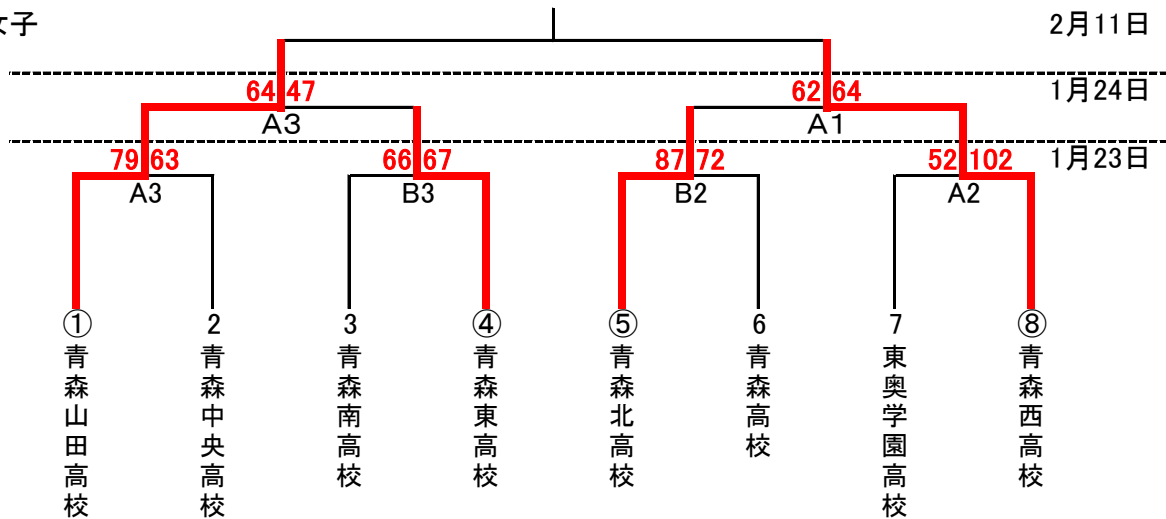 女子
2月11日
64 47
62 64
1月24日
A3
A1
79 63
66 67
87 72
52 102
1月23日
A3
B3
B2
A2
① 2 3 ④ ⑤ 6 7 ⑧
青森山田高校
青森中央高校
青森南高校
青森東高校
青森北高校
青森高校
東奥学園高校
青森西高校